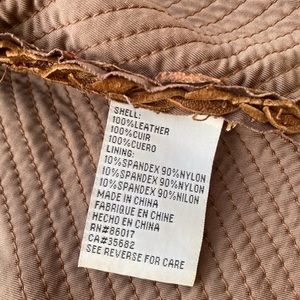 SHELL:
100%LEATHER
100%CUIR
100%CUERO
LINING:
10%SPANDEX 90%NYLON
10%SPANDEX 90%NYLON
10%SPANDEX 90%NILON
MADE IN CHINA
FABRIQUE EN CHINE
HECHO EN CHINA
RN#86017
CA#35682
SEE REVERSE FOR CARE